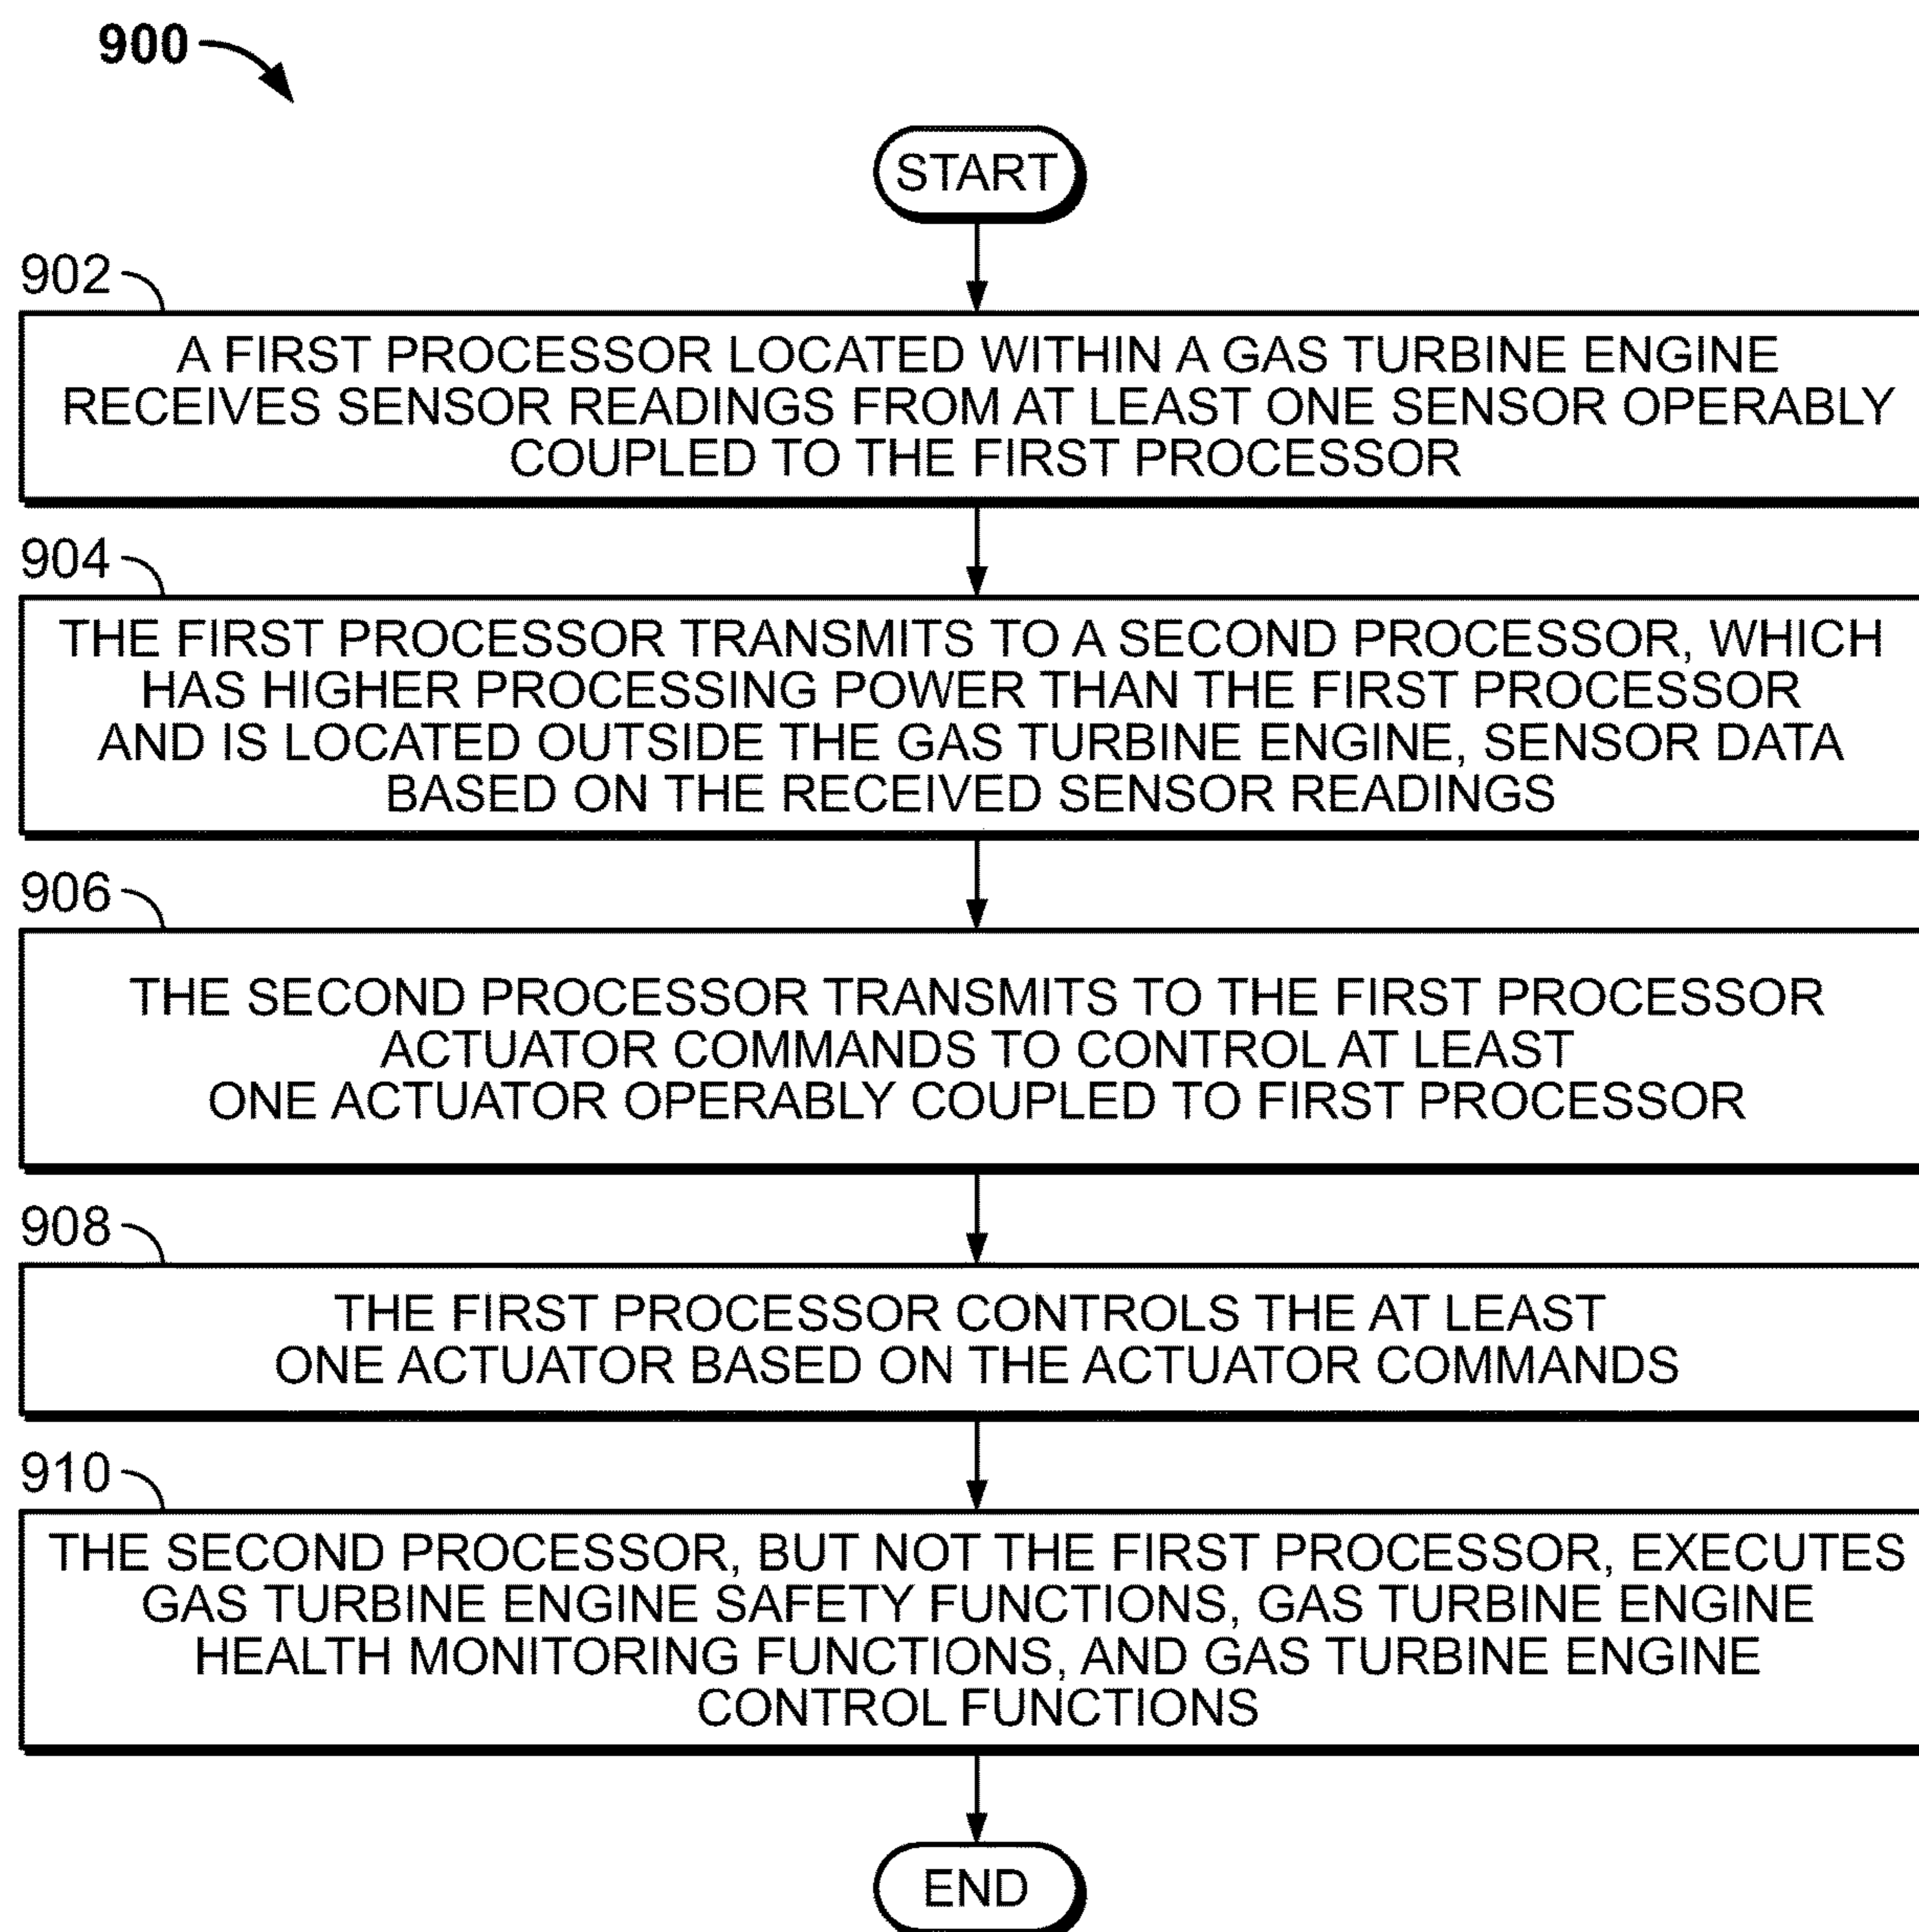 900
START
902
A FIRST PROCESSOR LOCATED WITHIN A GAS TURBINE ENGINE
RECEIVES SENSOR READINGS FROM AT LEAST ONE SENSOR OPERABLY
COUPLED TO THE FIRST PROCESSOR
904
THE FIRST PROCESSOR TRANSMITS TO A SECOND PROCESSOR, WHICH
HAS HIGHER PROCESSING POWER THAN THE FIRST PROCESSOR
AND IS LOCATED OUTSIDE THE GAS TURBINE ENGINE, SENSOR DATA
BASED ON THE RECEIVED SENSOR READINGS
906
THE SECOND PROCESSOR TRANSMITS TO THE FIRST PROCESSOR
ACTUATOR COMMANDS TO CONTROL AT LEAST
ONE ACTUATOR OPERABLY COUPLED TO FIRST PROCESSOR
908
THE FIRST PROCESSOR CONTROLS THE AT LEAST
ONE ACTUATOR BASED ON THE ACTUATOR COMMANDS
910
THE SECOND PROCESSOR, BUT NOT THE FIRST PROCESSOR, EXECUTES
GAS TURBINE ENGINE SAFETY FUNCTIONS, GAS TURBINE ENGINE
HEALTH MONITORING FUNCTIONS, AND GAS TURBINE ENGINE
CONTROL FUNCTIONS
END